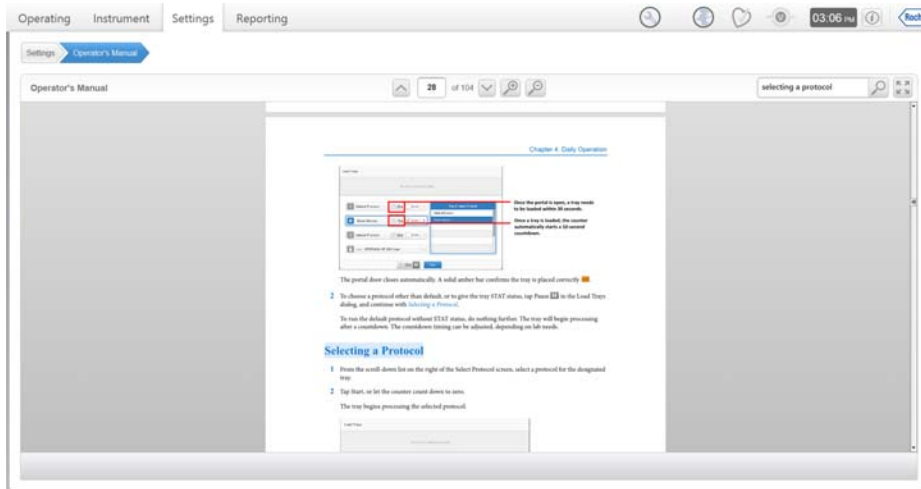 Operating Instrument Settings Reporting
03:06 PM
Settings Operator's Manual
Operator's Manual 28 of 104 selecting a protocol
Chapter 4. Daily Operation
Once the portal is open, a tray needs
to be loaded within 30 seconds.
Once a tray is loaded, the counter
automatically starts a 10-second
countdown.
The portal door closes automatically. A solid amber bar confirms the tray is placed correctly
2 To choose a protocol other than default, or to give the tray STAT status, tap Pause in the Load Trays
dialog, and continue with Selecting a Protocol.
To run the default protocol without STAT status, do nothing further. The tray will begin processing
after a countdown. The countdown timing can be adjusted, depending on lab needs.
Selecting a Protocol
1 From the scroll-down list on the right of the Select Protocol screen, select a protocol for the designated
tray.
2 Tap Start, or let the counter count down to zero.
The tray begins processing the selected protocol.